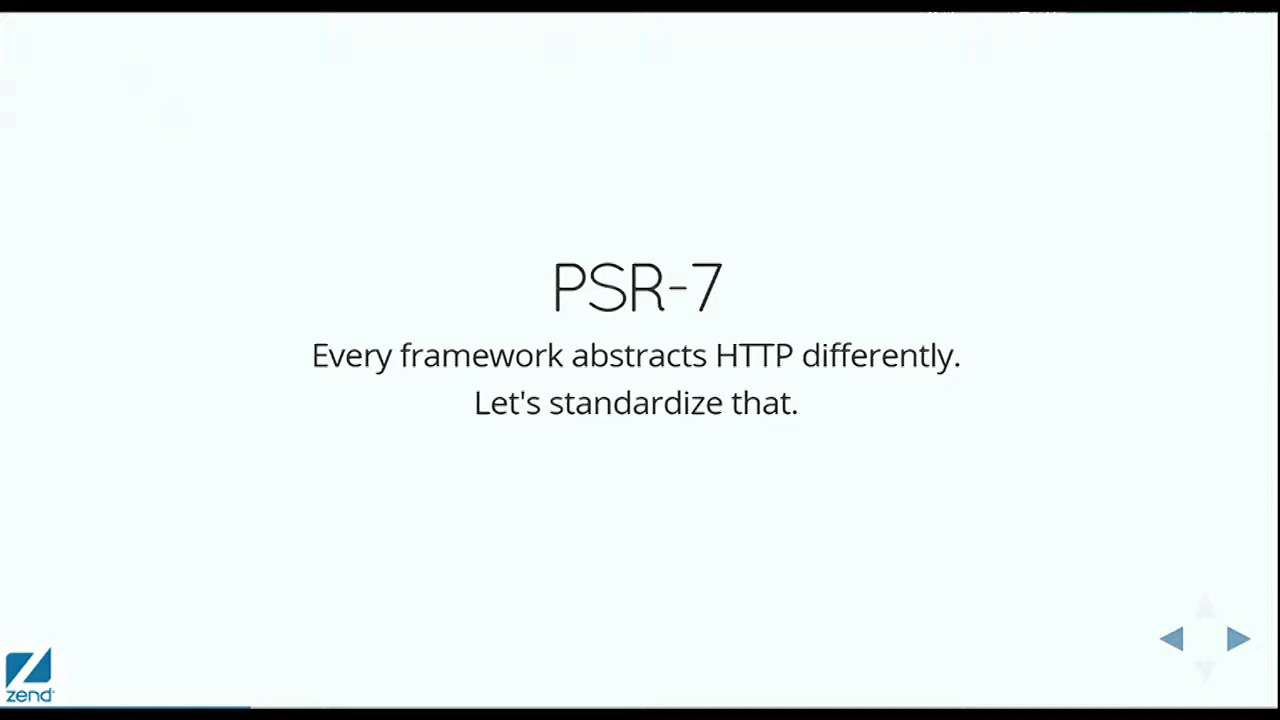 PSR-7
Every framework abstracts HTTP differently.
Let's standardize that.
zend